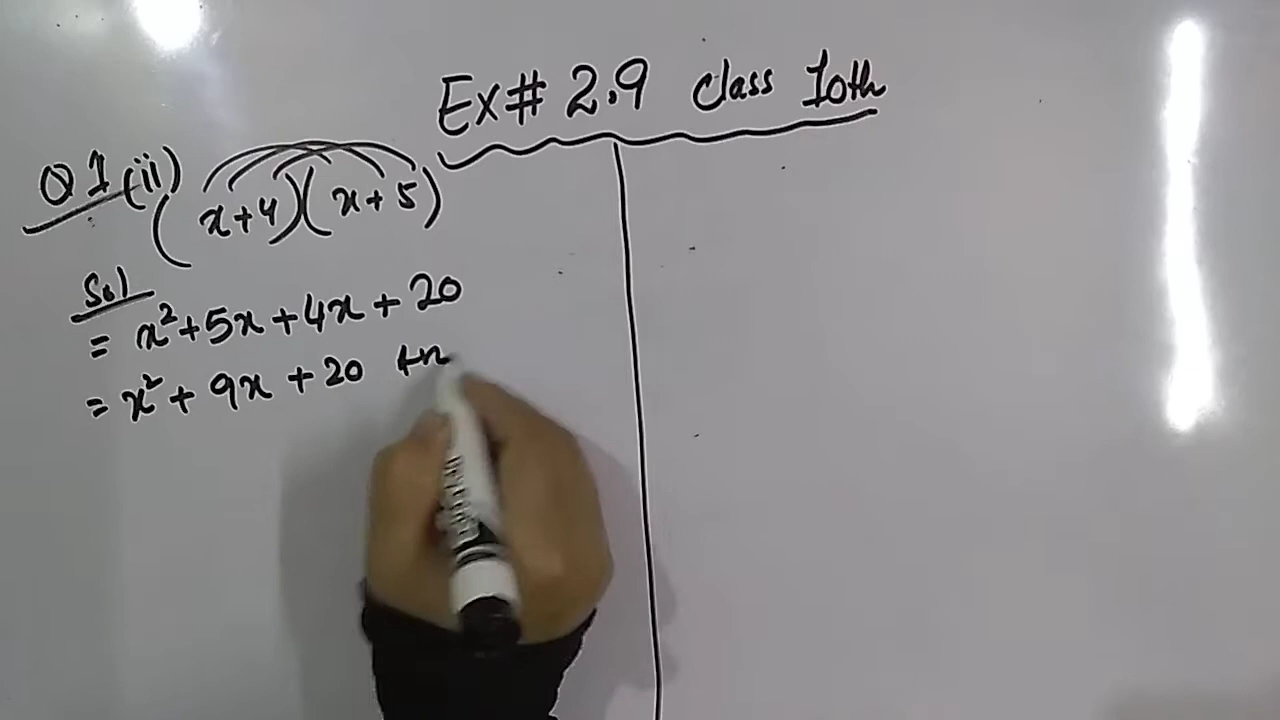 Ex# 2.9 class 10th
Q1(ii) (x+4)(x+5)
Sol
= x²+5x+4x+20
= x²+9x+20